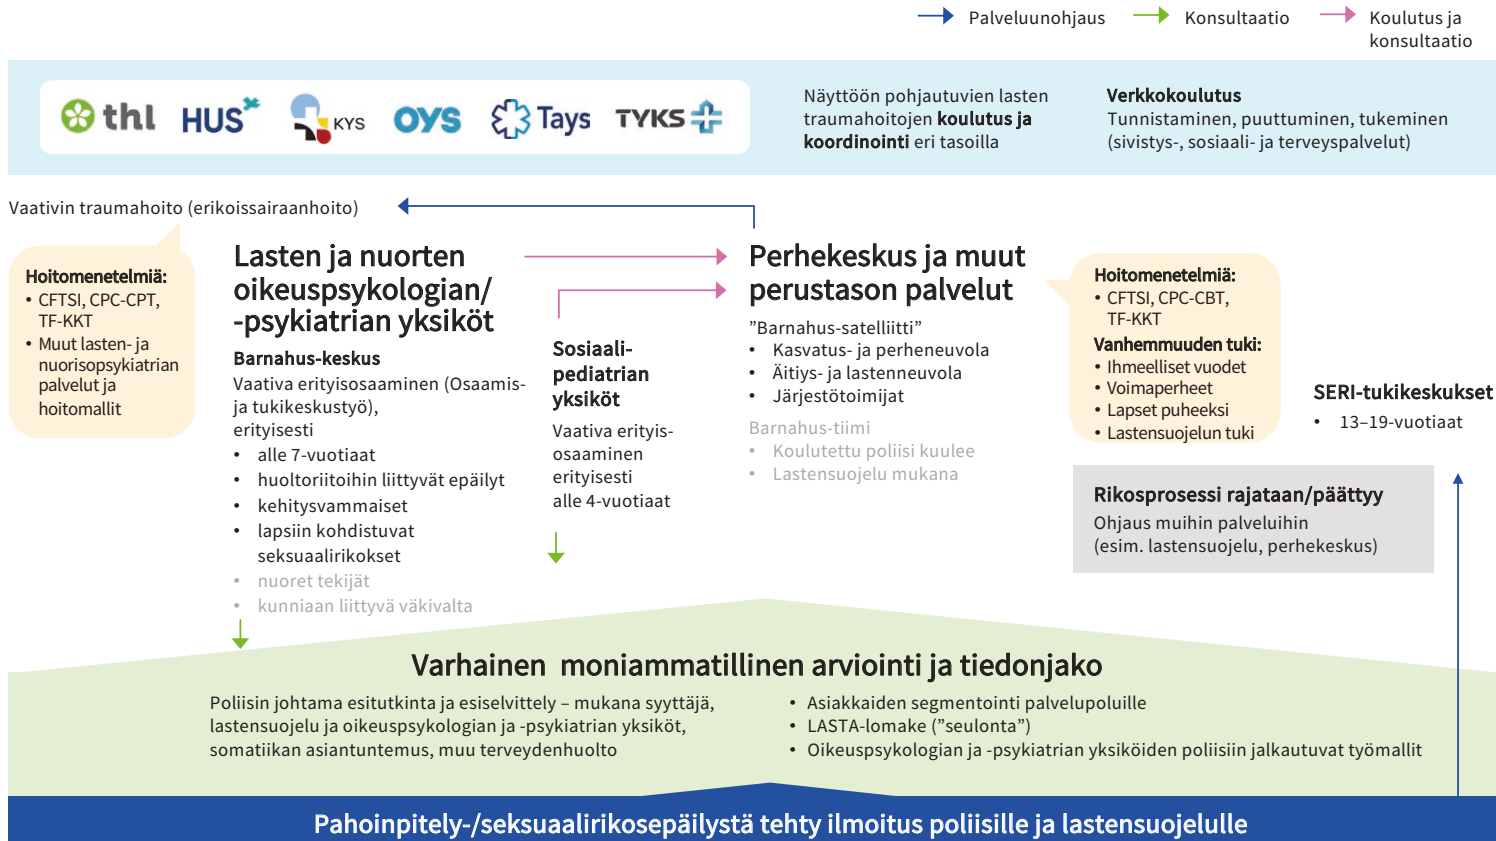 Palveluunohjaus
Konsultaatio
Koulutus ja
konsultaatio
thl
HUS
KYS
OYS
Tays
TYKS
Näyttöön pohjautuvien lasten
traumahoitojen koulutus ja
koordinointi eri tasoilla
Verkkokoulutus
Tunnistaminen, puuttuminen, tukeminen
(sivistys-, sosiaali- ja terveyspalvelut)
Vaativin traumahoito (erikoissairaanhoito)
Hoitomenetelmiä:
• CFTSI, CPC-CPT,
TF-KKT
• Muut lasten- ja
nuorisopsykiatrian
palvelut ja
hoitomallit
Lasten ja nuorten
oikeuspsykologian/
-psykiatrian yksiköt
Barnahus-keskus
Vaativa erityisosaaminen (Osaamis-
ja tukikeskustyö),
erityisesti
• alle 7-vuotiaat
• huoltoriitoihin liittyvät epäilyt
• kehitysvammaiset
• lapsiin kohdistuvat
seksuaalirikokset
• nuoret tekijät
• kunniaan liittyvä väkivalta
Sosiaali-
pediatrian
yksiköt
Vaativa erityis-
osaaminen
erityisesti
alle 4-vuotiaat
Perhekeskus ja muut
perustason palvelut
”Barnahus-satelliitti”
• Kasvatus- ja perheneuvola
• Äitiys- ja lastenneuvola
• Järjestötoimijat
Barnahus-tiimi
• Koulutettu poliisi kuulee
• Lastensuojelu mukana
Hoitomenetelmiä:
• CFTSI, CPC-CBT,
TF-KKT
Vanhemmuuden tuki:
• Ihmeelliset vuodet
• Voimaperheet
• Lapset puheeksi
• Lastensuojelun tuki
SERI-tukikeskukset
• 13–19-vuotiaat
Rikosprosessi rajataan/päättyy
Ohjaus muihin palveluihin
(esim. lastensuojelu, perhekeskus)
Varhainen moniammatillinen arviointi ja tiedonjako
Poliisin johtama esitutkinta ja esiselvittely – mukana syyttäjä,
lastensuojelu ja oikeuspsykologian ja -psykiatrian yksiköt,
somatiikan asiantuntemus, muu terveydenhuolto
• Asiakkaiden segmentointi palvelupoluille
• LASTA-lomake (”seulonta”)
• Oikeuspsykologian ja -psykiatrian yksiköiden poliisiin jalkautuvat työmallit
Pahoinpitely-/seksuaalirikosepäilystä tehty ilmoitus poliisille ja lastensuojelulle